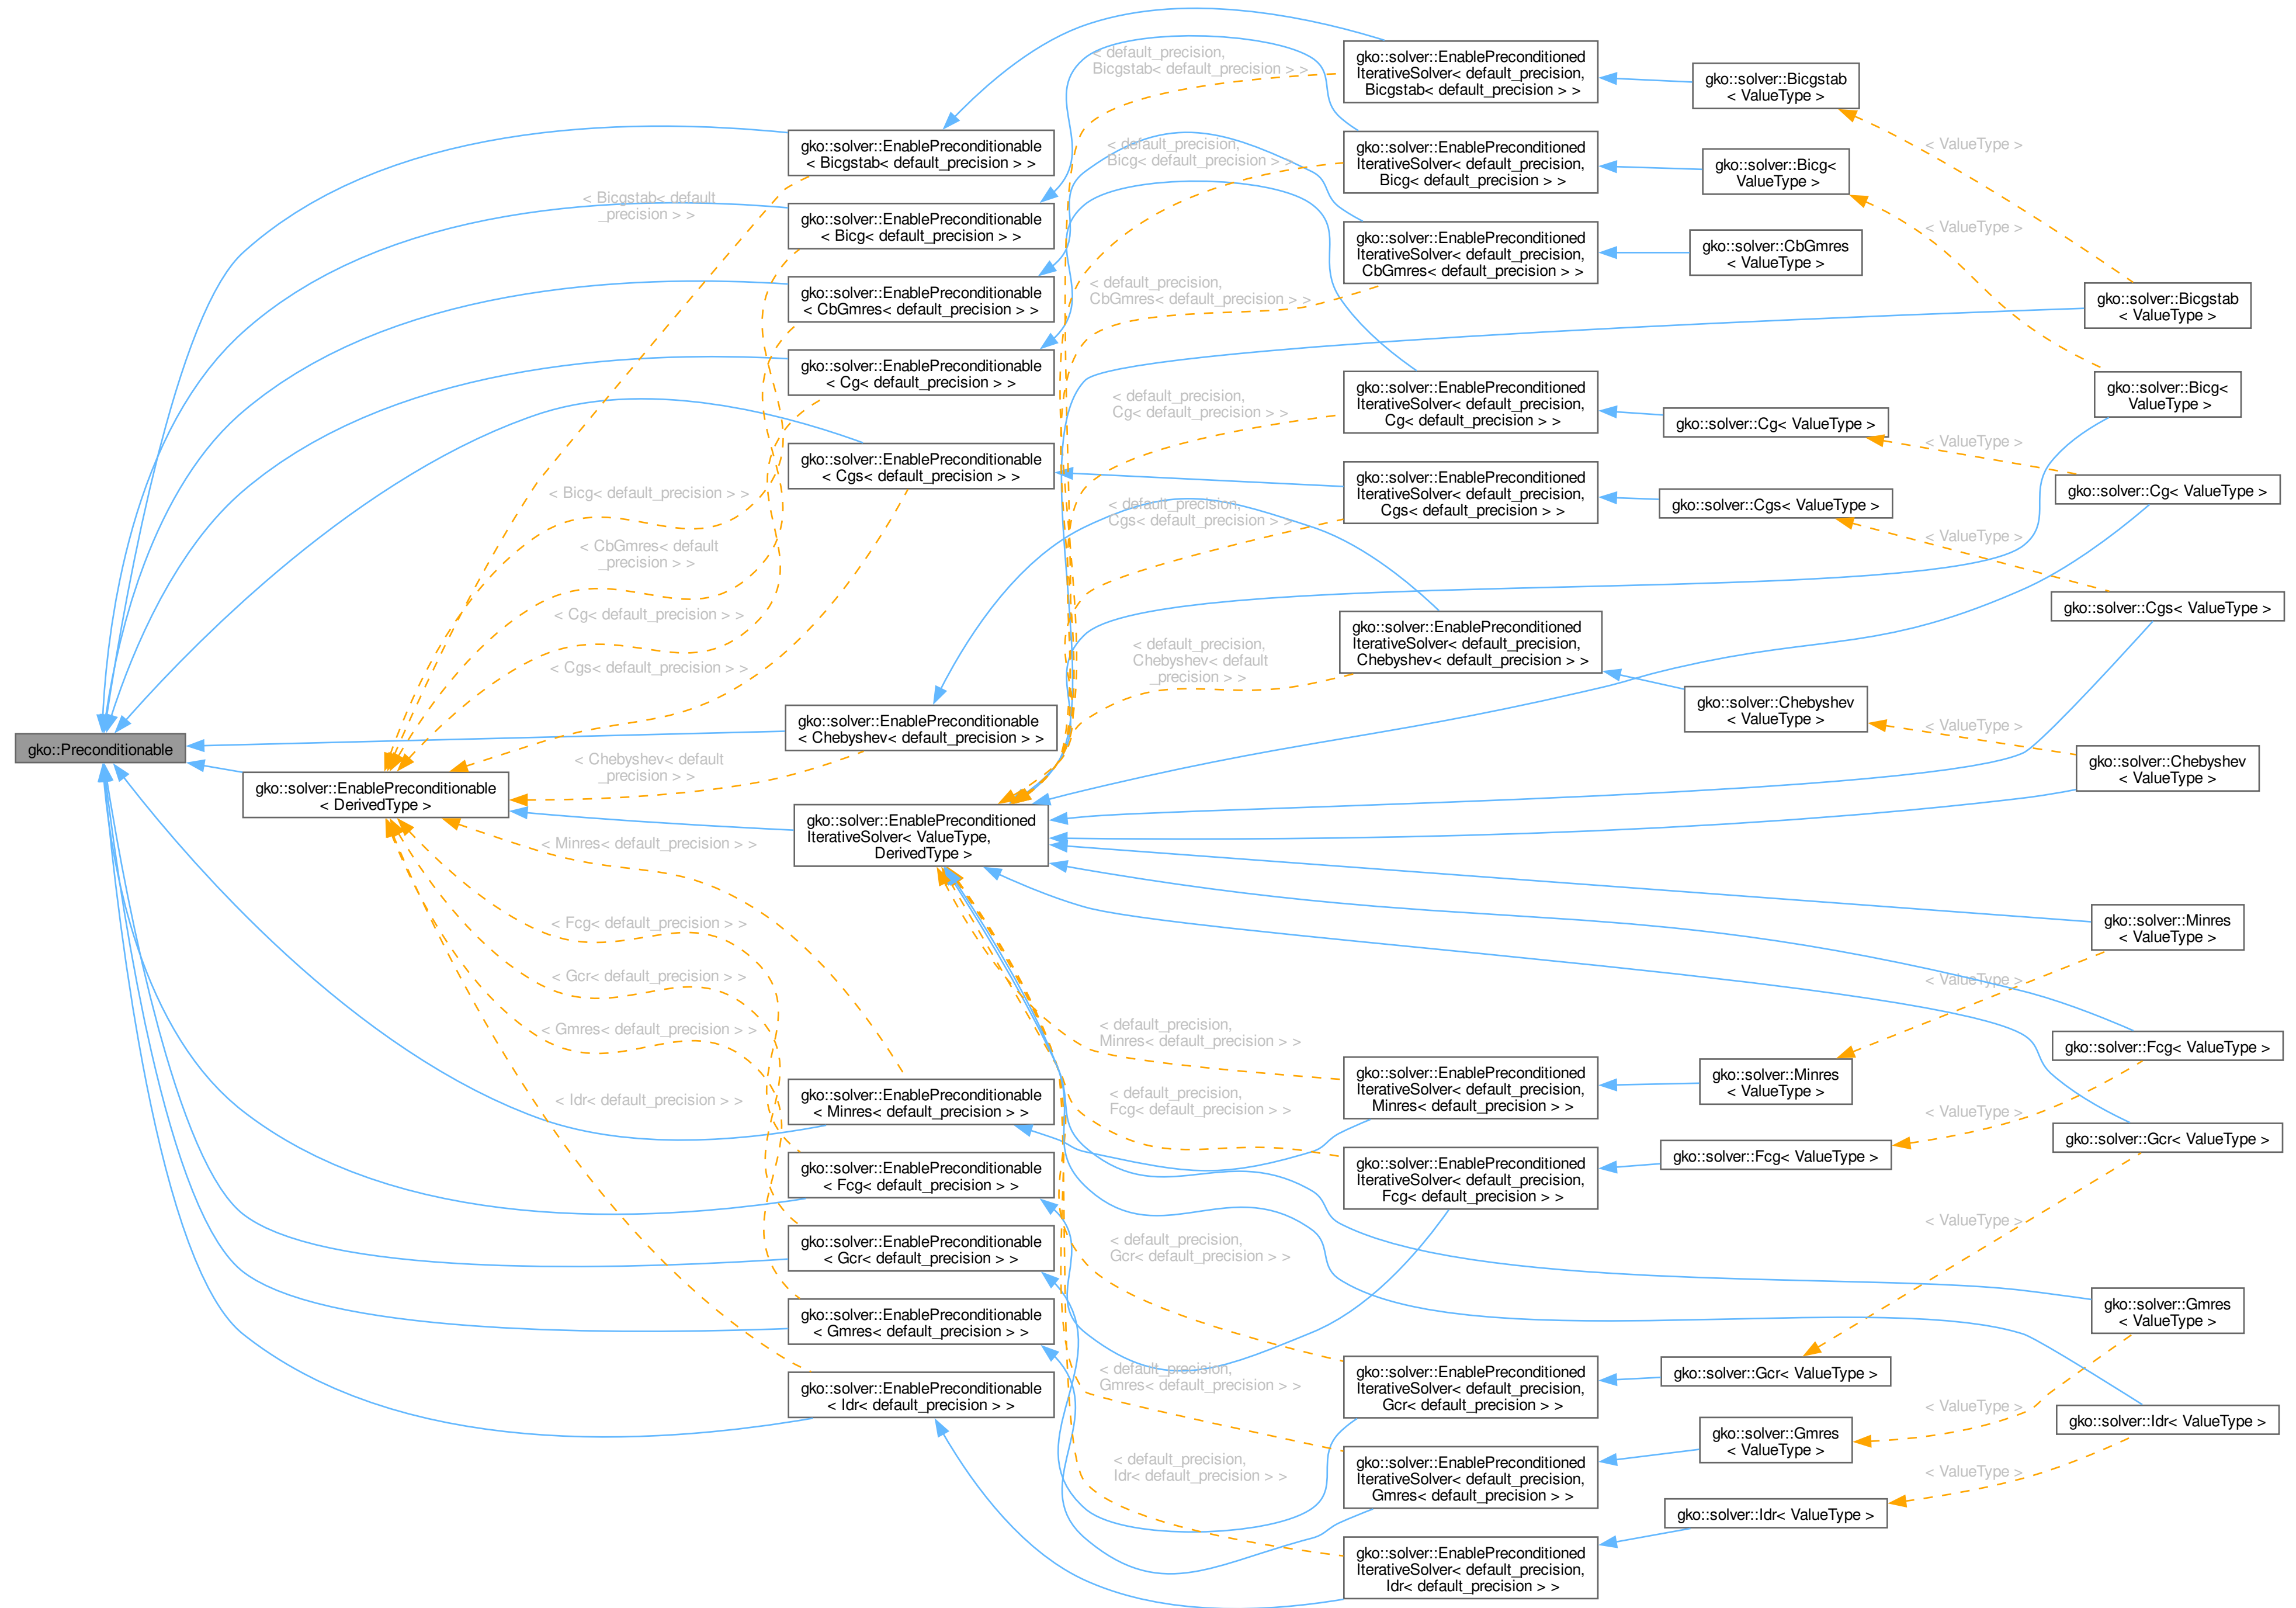 gko::Preconditionable
gko::solver::EnablePreconditionable
< DerivedType >
< Bicgstab< default
_precision > >
< Bicg< default_precision > >
< CbGmres< default
_precision > >
< Cg< default_precision > >
< Cgs< default_precision > >
< Chebyshev< default
_precision > >
< Minres< default_precision > >
< Fcg< default_precision > >
< Gcr< default_precision > >
< Gmres< default_precision > >
< Idr< default_precision > >
gko::solver::EnablePreconditionable
< Bicgstab< default_precision > >
gko::solver::EnablePreconditionable
< Bicg< default_precision > >
gko::solver::EnablePreconditionable
< CbGmres< default_precision > >
gko::solver::EnablePreconditionable
< Cg< default_precision > >
gko::solver::EnablePreconditionable
< Cgs< default_precision > >
gko::solver::EnablePreconditionable
< Chebyshev< default_precision > >
gko::solver::EnablePreconditioned
IterativeSolver< ValueType,
DerivedType >
gko::solver::EnablePreconditionable
< Minres< default_precision > >
gko::solver::EnablePreconditionable
< Fcg< default_precision > >
gko::solver::EnablePreconditionable
< Gcr< default_precision > >
gko::solver::EnablePreconditionable
< Gmres< default_precision > >
gko::solver::EnablePreconditionable
< Idr< default_precision > >
< default_precision,
Bicgstab< default_precision > >
< default_precision,
Bicg< default_precision > >
< default_precision,
CbGmres< default_precision > >
< default_precision,
Cg< default_precision > >
< default_precision,
Cgs< default_precision > >
< default_precision,
Chebyshev< default
_precision > >
< default_precision,
Minres< default_precision > >
< default_precision,
Fcg< default_precision > >
< default_precision,
Gcr< default_precision > >
< default_precision,
Gmres< default_precision > >
< default_precision,
Idr< default_precision > >
gko::solver::EnablePreconditioned
IterativeSolver< default_precision,
Bicgstab< default_precision > >
gko::solver::EnablePreconditioned
IterativeSolver< default_precision,
Bicg< default_precision > >
gko::solver::EnablePreconditioned
IterativeSolver< default_precision,
CbGmres< default_precision > >
gko::solver::EnablePreconditioned
IterativeSolver< default_precision,
Cg< default_precision > >
gko::solver::EnablePreconditioned
IterativeSolver< default_precision,
Cgs< default_precision > >
gko::solver::EnablePreconditioned
IterativeSolver< default_precision,
Chebyshev< default_precision > >
gko::solver::EnablePreconditioned
IterativeSolver< default_precision,
Minres< default_precision > >
gko::solver::EnablePreconditioned
IterativeSolver< default_precision,
Fcg< default_precision > >
gko::solver::EnablePreconditioned
IterativeSolver< default_precision,
Gcr< default_precision > >
gko::solver::EnablePreconditioned
IterativeSolver< default_precision,
Gmres< default_precision > >
gko::solver::EnablePreconditioned
IterativeSolver< default_precision,
Idr< default_precision > >
gko::solver::Bicgstab
< ValueType >
gko::solver::Bicg<
ValueType >
gko::solver::CbGmres
< ValueType >
gko::solver::Cg< ValueType >
gko::solver::Cgs< ValueType >
gko::solver::Chebyshev
< ValueType >
gko::solver::Minres
< ValueType >
gko::solver::Fcg< ValueType >
gko::solver::Gcr< ValueType >
gko::solver::Gmres
< ValueType >
gko::solver::Idr< ValueType >
< ValueType >
< ValueType >
< ValueType >
< ValueType >
< ValueType >
< ValueType >
< ValueType >
< ValueType >
< ValueType >
< ValueType >
gko::solver::Bicgstab
< ValueType >
gko::solver::Bicg<
ValueType >
gko::solver::Cg< ValueType >
gko::solver::Cgs< ValueType >
gko::solver::Chebyshev
< ValueType >
gko::solver::Minres
< ValueType >
gko::solver::Fcg< ValueType >
gko::solver::Gcr< ValueType >
gko::solver::Gmres
< ValueType >
gko::solver::Idr< ValueType >